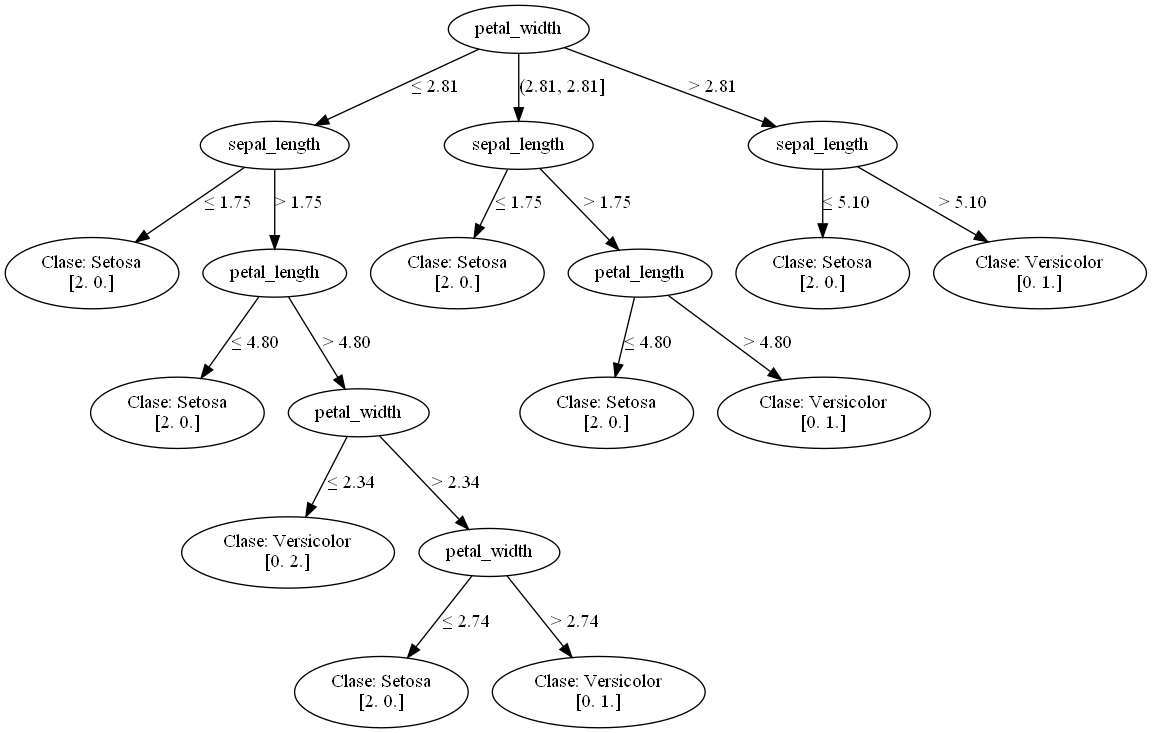 petal_width
≤ 2.81
(2.81, 2.81]
> 2.81
sepal_length
sepal_length
sepal_length
≤ 1.75
> 1.75
≤ 1.75
> 1.75
≤ 5.10
> 5.10
Clase: Setosa
[2. 0.]
petal_length
Clase: Setosa
[2. 0.]
petal_length
Clase: Setosa
[2. 0.]
Clase: Versicolor
[0. 1.]
≤ 4.80
> 4.80
≤ 4.80
> 4.80
Clase: Setosa
[2. 0.]
petal_width
Clase: Setosa
[2. 0.]
Clase: Versicolor
[0. 1.]
≤ 2.34
> 2.34
Clase: Versicolor
[0. 2.]
petal_width
≤ 2.74
> 2.74
Clase: Setosa
[2. 0.]
Clase: Versicolor
[0. 1.]